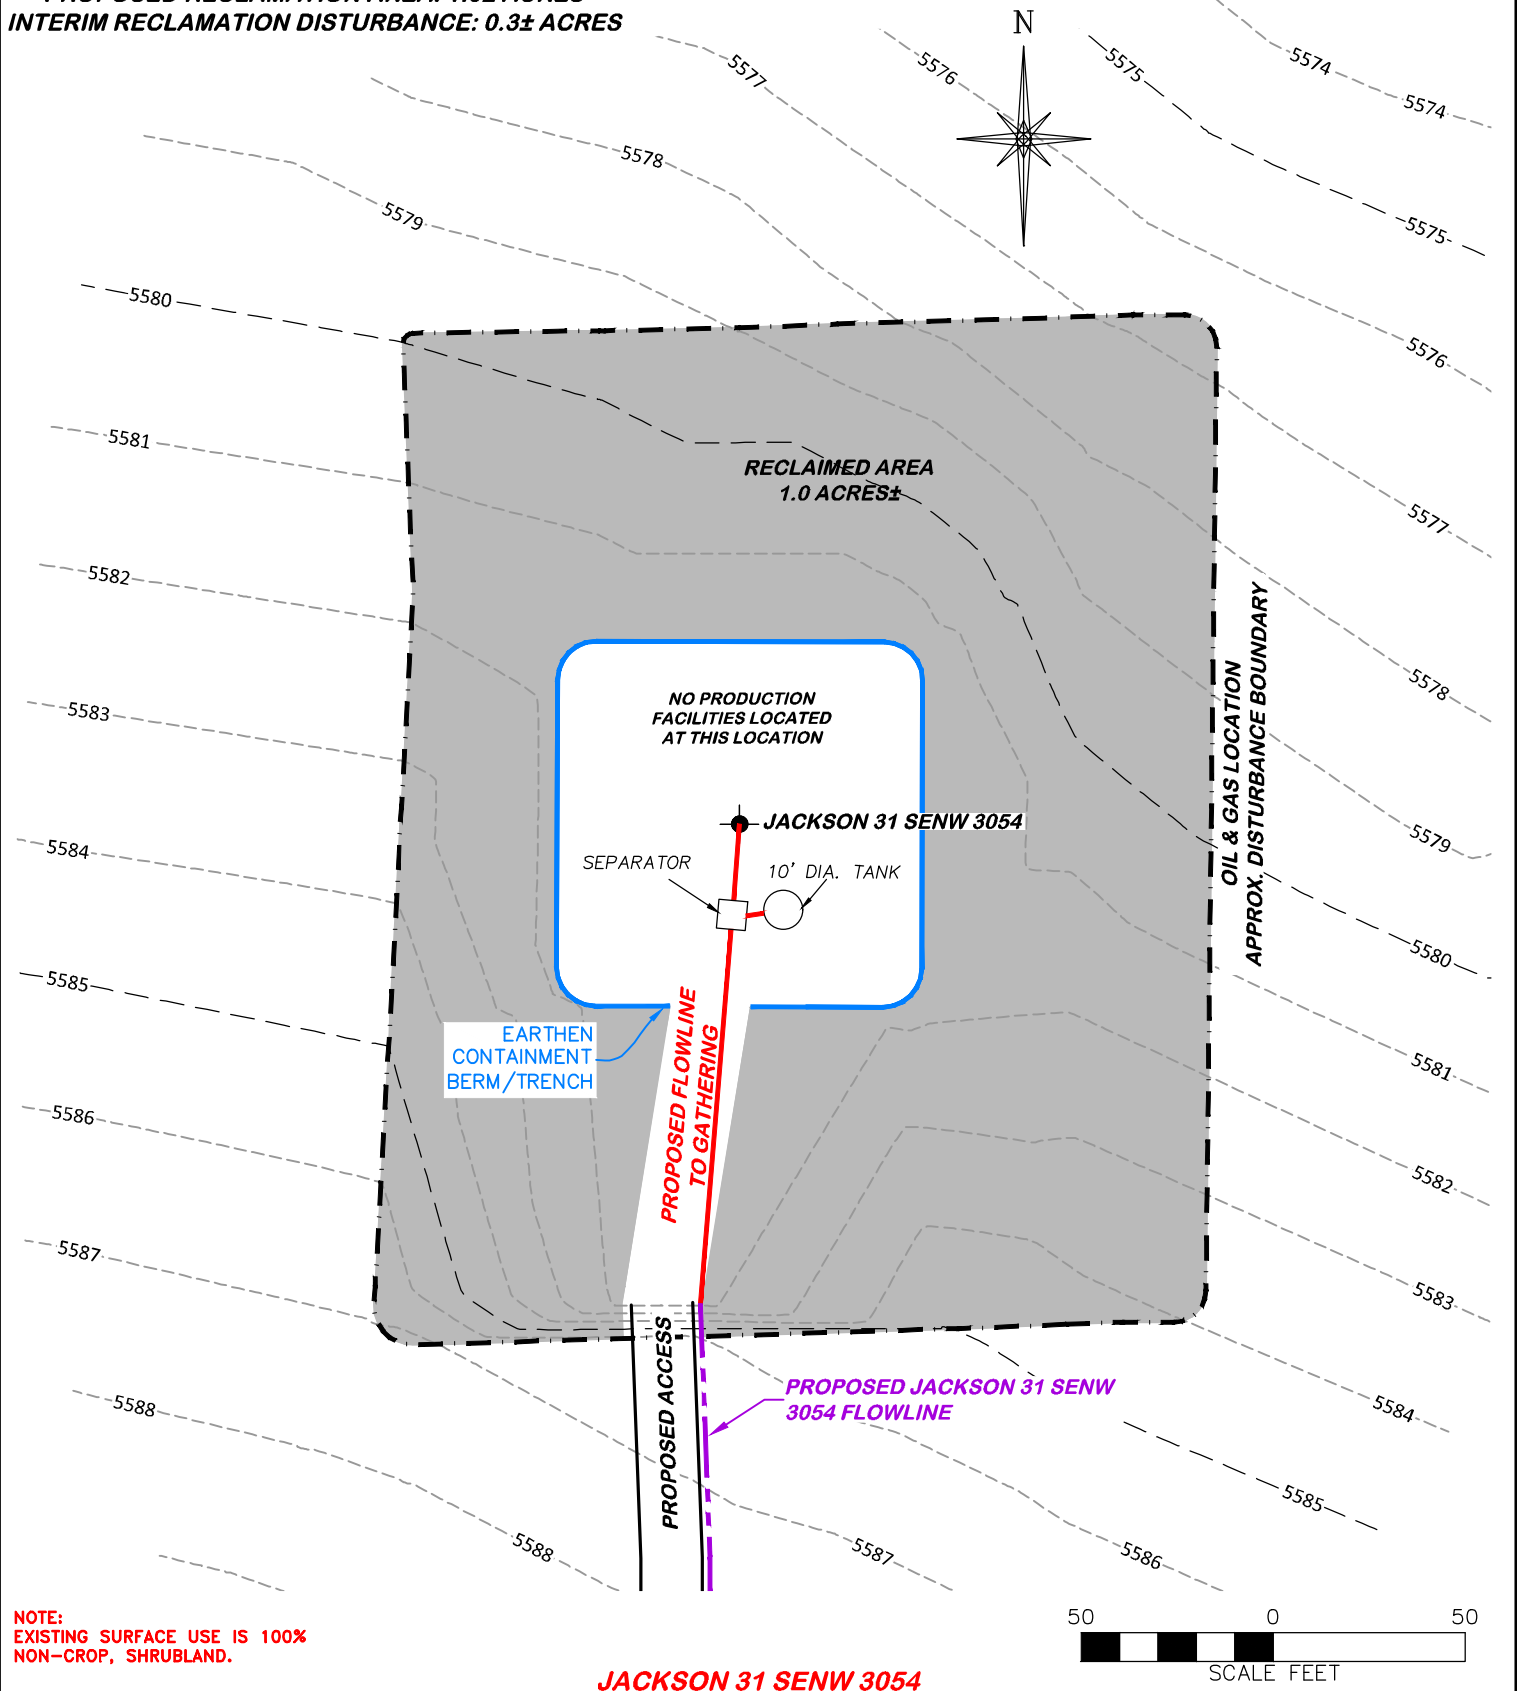 INTERIM RECLAMATION DISTURBANCE: 0.3± ACRES
N
5574
5574
5575
5575
5576
5576
5577
5577
5578
5578
5579
5579
5580
5580
5581
5581
5582
5582
5583
5583
5584
5584
5585
5585
5586
5586
5587
5587
5588
5588
RECLAIMED AREA
1.0 ACRES±
NO PRODUCTION
FACILITIES LOCATED
AT THIS LOCATION
JACKSON 31 SENW 3054
SEPARATOR
10' DIA. TANK
OIL & GAS LOCATION
APPROX. DISTURBANCE BOUNDARY
EARTHEN
CONTAINMENT
BERM/TRENCH
PROPOSED FLOWLINE
TO GATHERING
PROPOSED ACCESS
PROPOSED JACKSON 31 SENW
3054 FLOWLINE
NOTE:
EXISTING SURFACE USE IS 100%
NON-CROP, SHRUBLAND.
50 0 50
SCALE FEET
JACKSON 31 SENW 3054